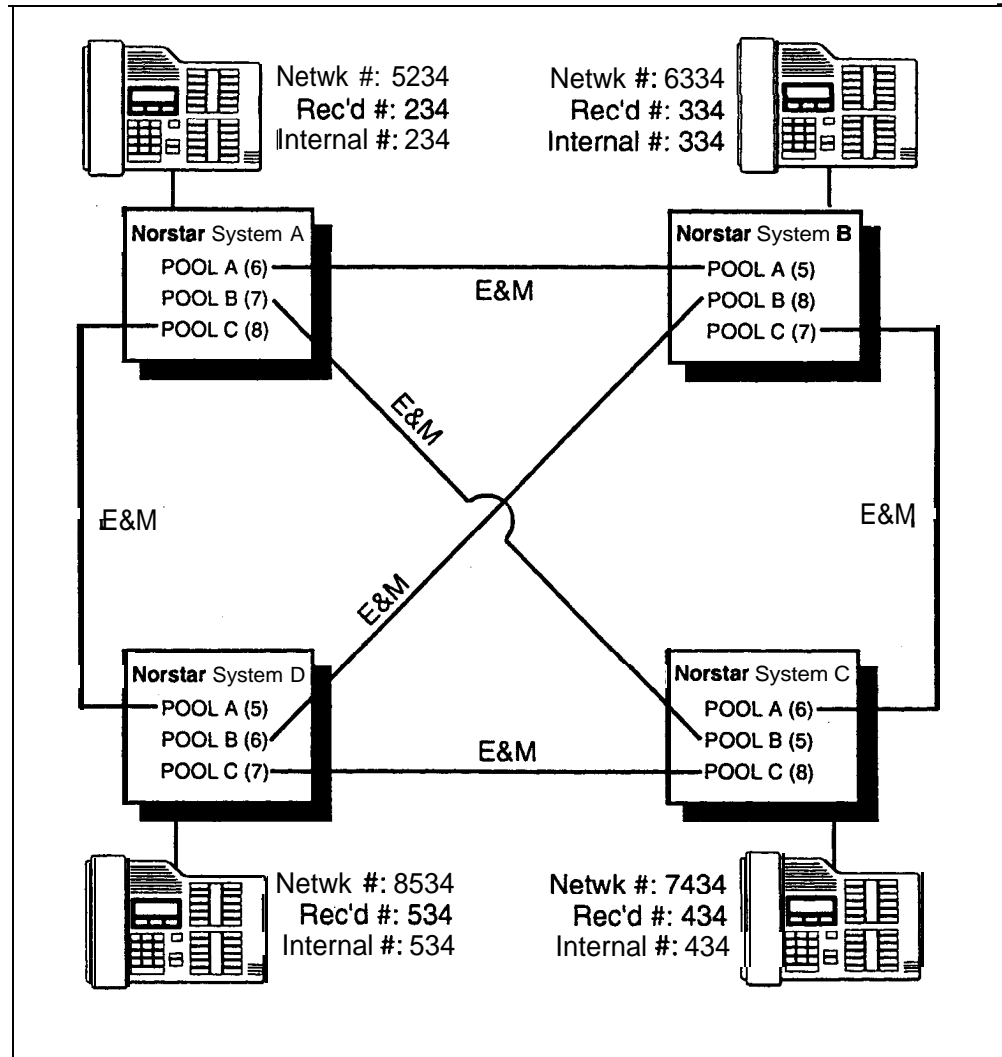 Netwk #: 5234
Rec'd #: 234
Internal #: 234
Netwk #: 6334
Rec'd #: 334
Internal #: 334
Norstar System A
POOL A (6)
POOL B (7)
POOL C (8)
E&M
Norstar System B
POOL A (5)
POOL B (8)
POOL C (7)
E&M
E&M
E&M
E&M
Norstar System D
POOL A (5)
POOL B (6)
POOL C (7)
E&M
Norstar System C
POOL A (6)
POOL B (5)
POOL C (8)
Netwk #: 8534
Rec'd #: 534
Internal #: 534
Netwk #: 7434
Rec'd #: 434
Internal #: 434